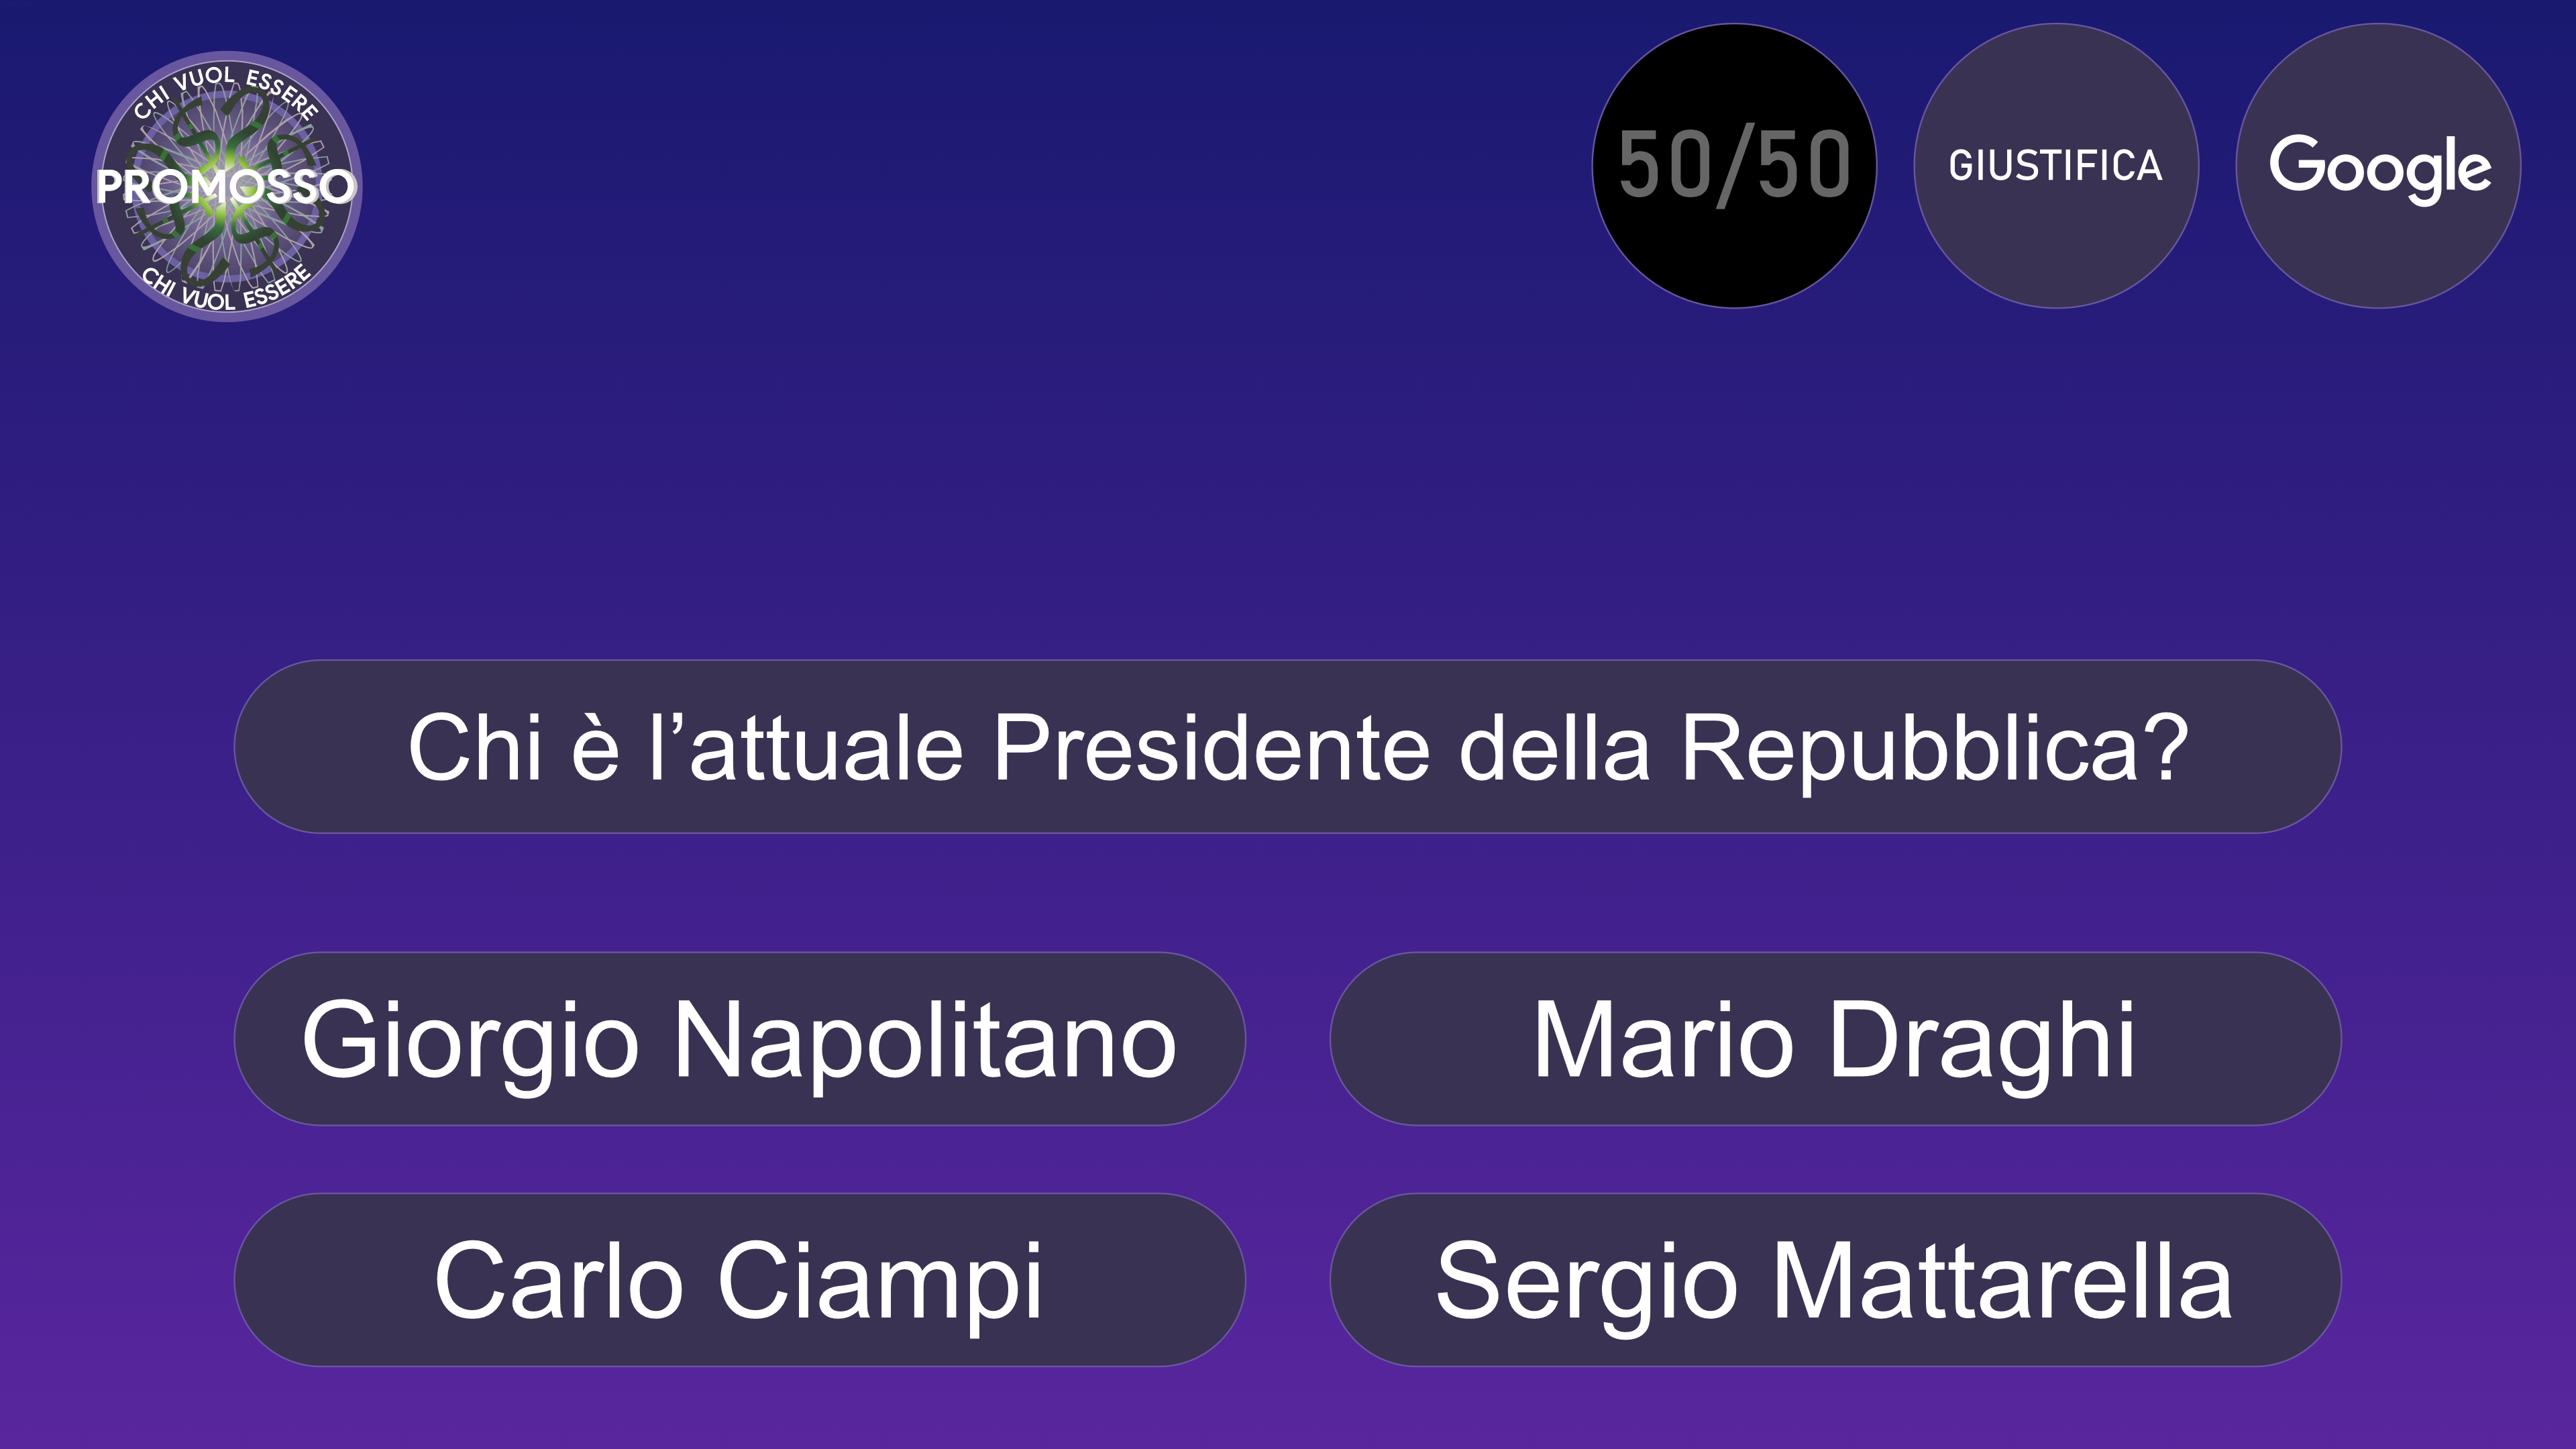 CHI VUOL ESSERE
PROMOSSO
CHI VUOL ESSERE
50/50
GIUSTIFICA
Google
Chi è l’attuale Presidente della Repubblica?
Giorgio Napolitano
Mario Draghi
Carlo Ciampi
Sergio Mattarella